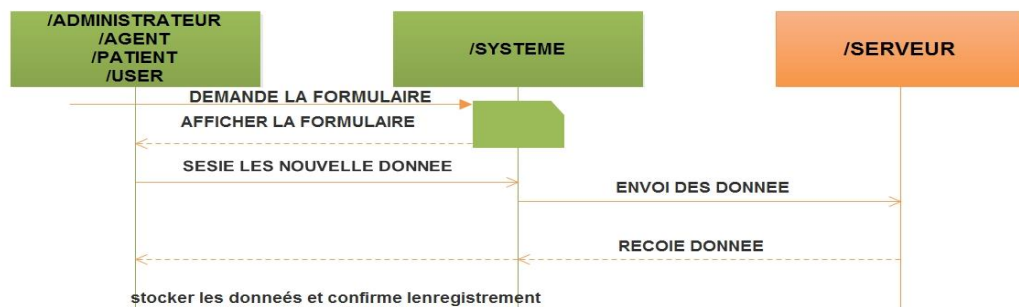 /ADMINISTRATEUR
/AGENT
/PATIENT
/USER
/SYSTEME
/SERVEUR
DEMANDE LA FORMULAIRE
AFFICHER LA FORMULAIRE
SESIE LES NOUVELLE DONNEE
ENVOI DES DONNEE
RECOIE DONNEE
stocker les donneés et confirme lenregistrement